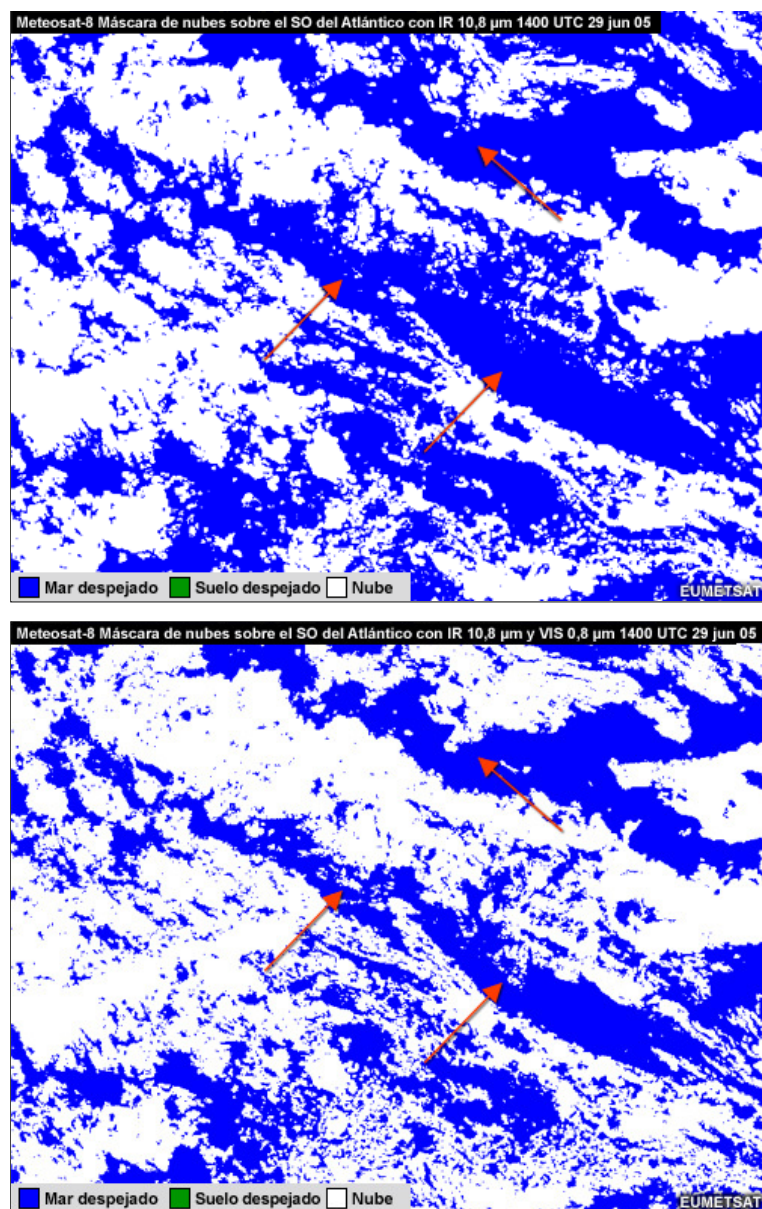 Meteosat-8 Máscara de nubes sobre el SO del Atlántico con IR 10,8 µm 1400 UTC 29 jun 05
Mar despejado Suelo despejado Nube
EUMETSAT
Meteosat-8 Máscara de nubes sobre el SO del Atlántico con IR 10,8 µm y VIS 0,8 µm 1400 UTC 29 jun 05
Mar despejado Suelo despejado Nube
EUMETSAT